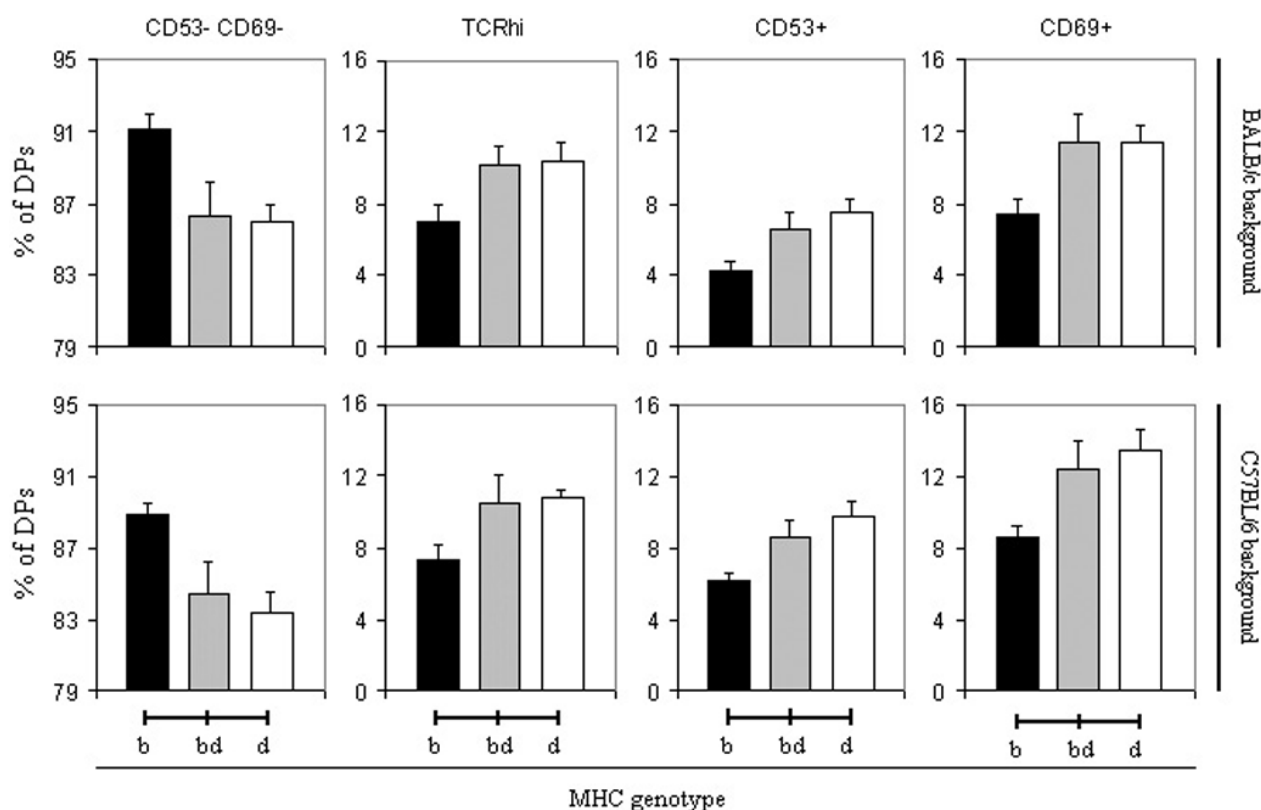 CD53- CD69- TCRhi CD53+ CD69+
95 16 16 16
91 12 12 12
87 8 8 8
83 4 4 4
79 0 0 0
% of DPs
BALB/c background
95 16 16 16
91 12 12 12
87 8 8 8
83 4 4 4
79 0 0 0
% of DPs
C57BL/6 background
b bd d b bd d b bd d b bd d
MHC genotype